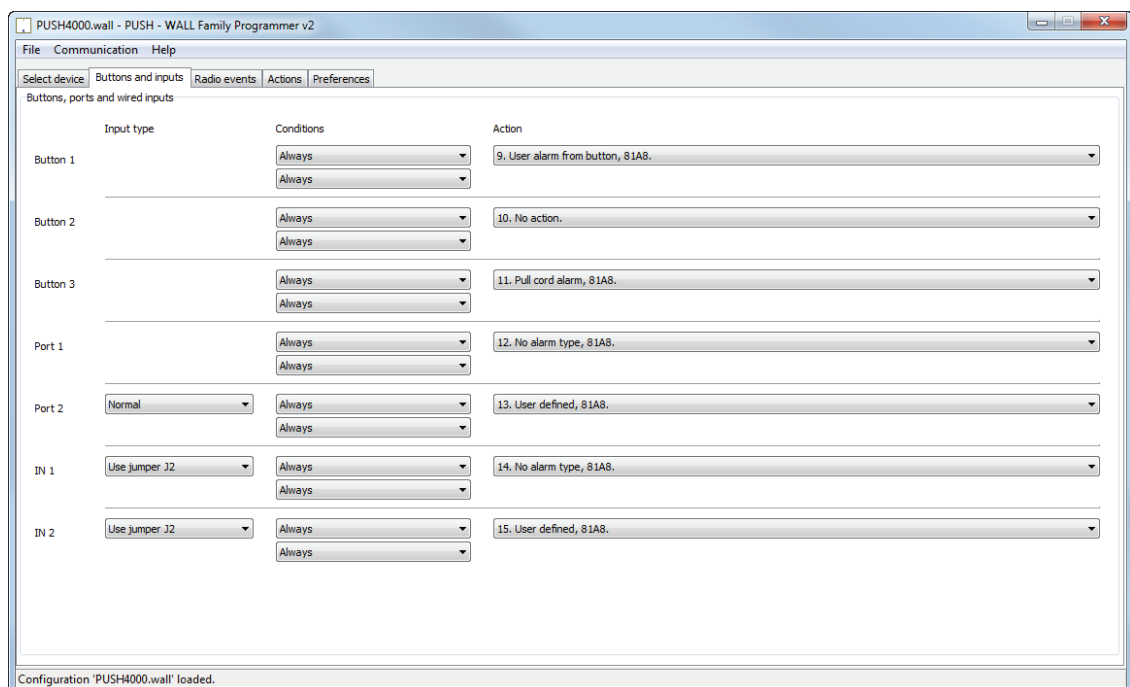 PUSH4000.wall - PUSH - WALL Family Programmer v2
File Communication Help
Select device Buttons and inputs Radio events Actions Preferences
Buttons, ports and wired inputs
Input type Conditions Action
Button 1 Always 9. User alarm from button, 81A8.
Always
Button 2 Always 10. No action.
Always
Button 3 Always 11. Pull cord alarm, 81A8.
Always
Port 1 Always 12. No alarm type, 81A8.
Always
Port 2 Normal Always 13. User defined, 81A8.
Always
IN 1 Use jumper J2 Always 14. No alarm type, 81A8.
Always
IN 2 Use jumper J2 Always 15. User defined, 81A8.
Always
Configuration 'PUSH4000.wall' loaded.